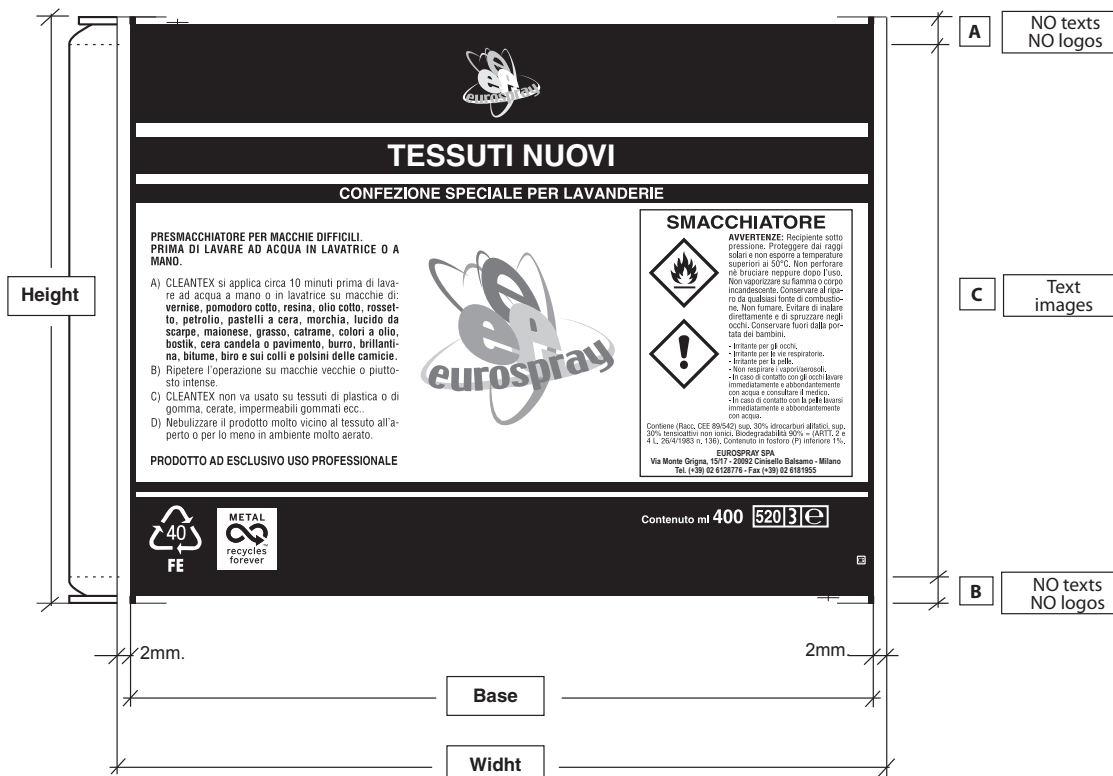 A
NO texts
NO logos
eurospray
TESSUTI NUOVI
CONFEZIONE SPECIALE PER LAVANDERIE
PRESMACCHIATORE PER MACCHIE DIFFICILI.
PRIMA DI LAVARE AD ACQUA IN LAVATRICE O A
MANO.
A) CLEANTEX si applica circa 10 minuti prima di lava-
re ad acqua a mano o in lavatrice su macchie di:
vernice, pomodoro cotto, resina, olio cotto, rosset-
to, petrolio, pastelli a cera, morchia, lucido da
scarpe, maionese, grasso, catrame, colori a olio,
bostik, cera candela o pavimento, burro, brillanti-
na, bitume, biro e sui colli e polsini delle camicie.
B) Ripetere l'operazione su macchie vecchie o piutto-
sto intense.
C) CLEANTEX non va usato su tessuti di plastica o di
gomma, cerate, impermeabili gommati ecc..
D) Nebulizzare il prodotto molto vicino al tessuto all'a-
perto o per lo meno in ambiente molto aerato.
PRODOTTO AD ESCLUSIVO USO PROFESSIONALE
eurospray
SMACCHIATORE
AVVERTENZE: Recipiente sotto
pressione. Proteggere dai raggi
solari e non esporre a temperature
superiori ai 50°C. Non perforare
nè bruciare neppure dopo l'uso.
Non vaporizzare su fiamma o corpo
incandescente. Conservare al ripa-
ro da qualsiasi fonte di combustio-
ne. Non fumare. Evitare di inalare
direttamente e di spruzzare negli
occhi. Conservare fuori dalla por-
tata dei bambini.
- Irritante per gli occhi.
- Irritante per le vie respiratorie.
- Irritante per la pelle.
- Non respirare i vapori/aerosoli.
- In caso di contatto con gli occhi lavare
immediatamente e abbondantemente
con acqua e consultare il medico.
- In caso di contatto con la pelle lavarsi
immediatamente e abbondantemente
con acqua.
Contiene (Racc. CEE 89/542) sup. 30% idrocarburi alifatici, sup.
30% tensioattivi non ionici. Biodegradabilità 90% = (ARTT. 2 e
4 L. 26/4/1983 n. 136). Contenuto in fosforo (P) inferiore 1%.
EUROSPRAY SPA
Via Monte Grigna, 15/17 - 20092 Cinisello Balsamo - Milano
Tel. (+39) 02 6128776 - Fax (+39) 02 6181955
Height
C
Text
images
40
FE
METAL
recycles
forever
Contenuto ml 400 520 3 e
B
NO texts
NO logos
2mm.
2mm.
Base
Widht